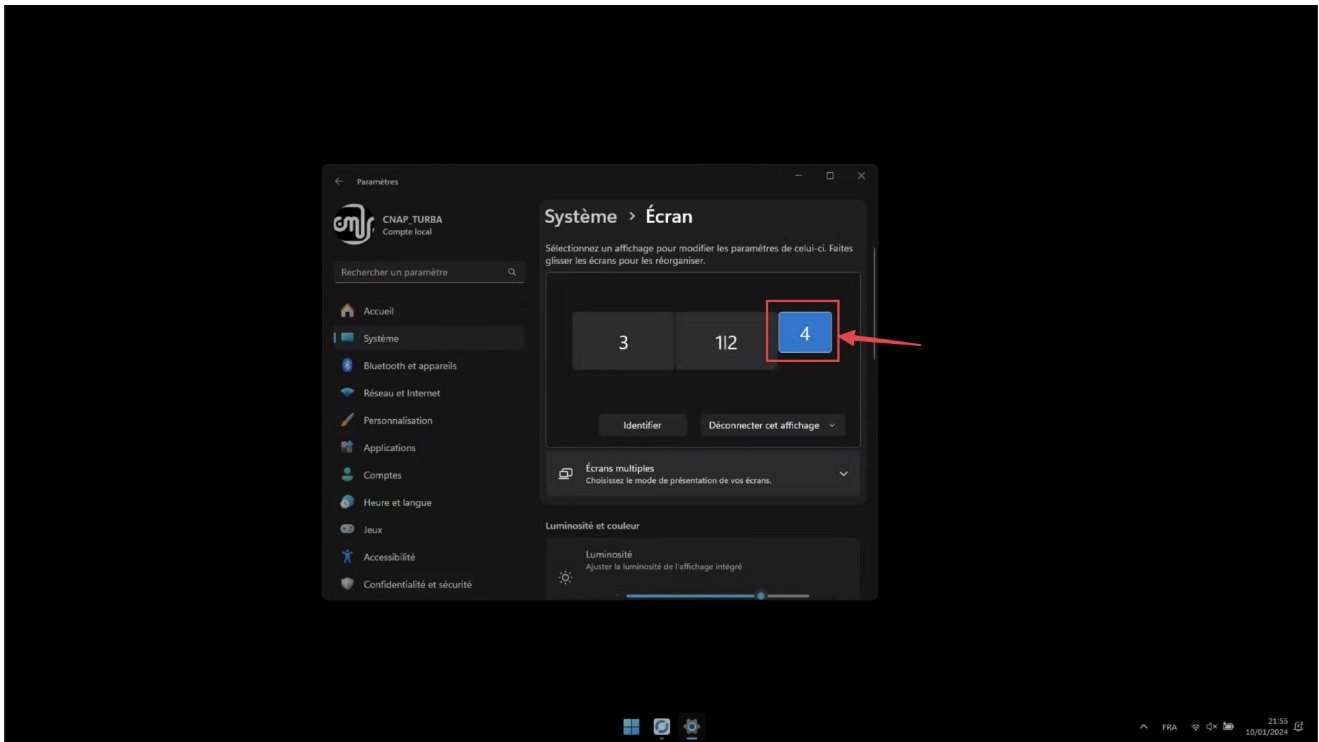 Paramètres
CNAP_TURBA
Compte local
Rechercher un paramètre
Accueil
Système
Bluetooth et appareils
Réseau et Internet
Personnalisation
Applications
Comptes
Heure et langue
Jeux
Accessibilité
Confidentialité et sécurité
Système > Écran
Sélectionnez un affichage pour modifier les paramètres de celui-ci. Faites
glisser les écrans pour les réorganiser.
3
1|2
4
Identifier
Déconnecter cet affichage
Écrans multiples
Choisissez le mode de présentation de vos écrans.
Luminosité et couleur
Luminosité
Ajuster la luminosité de l'affichage intégré
FRA
21:55
10/01/2024